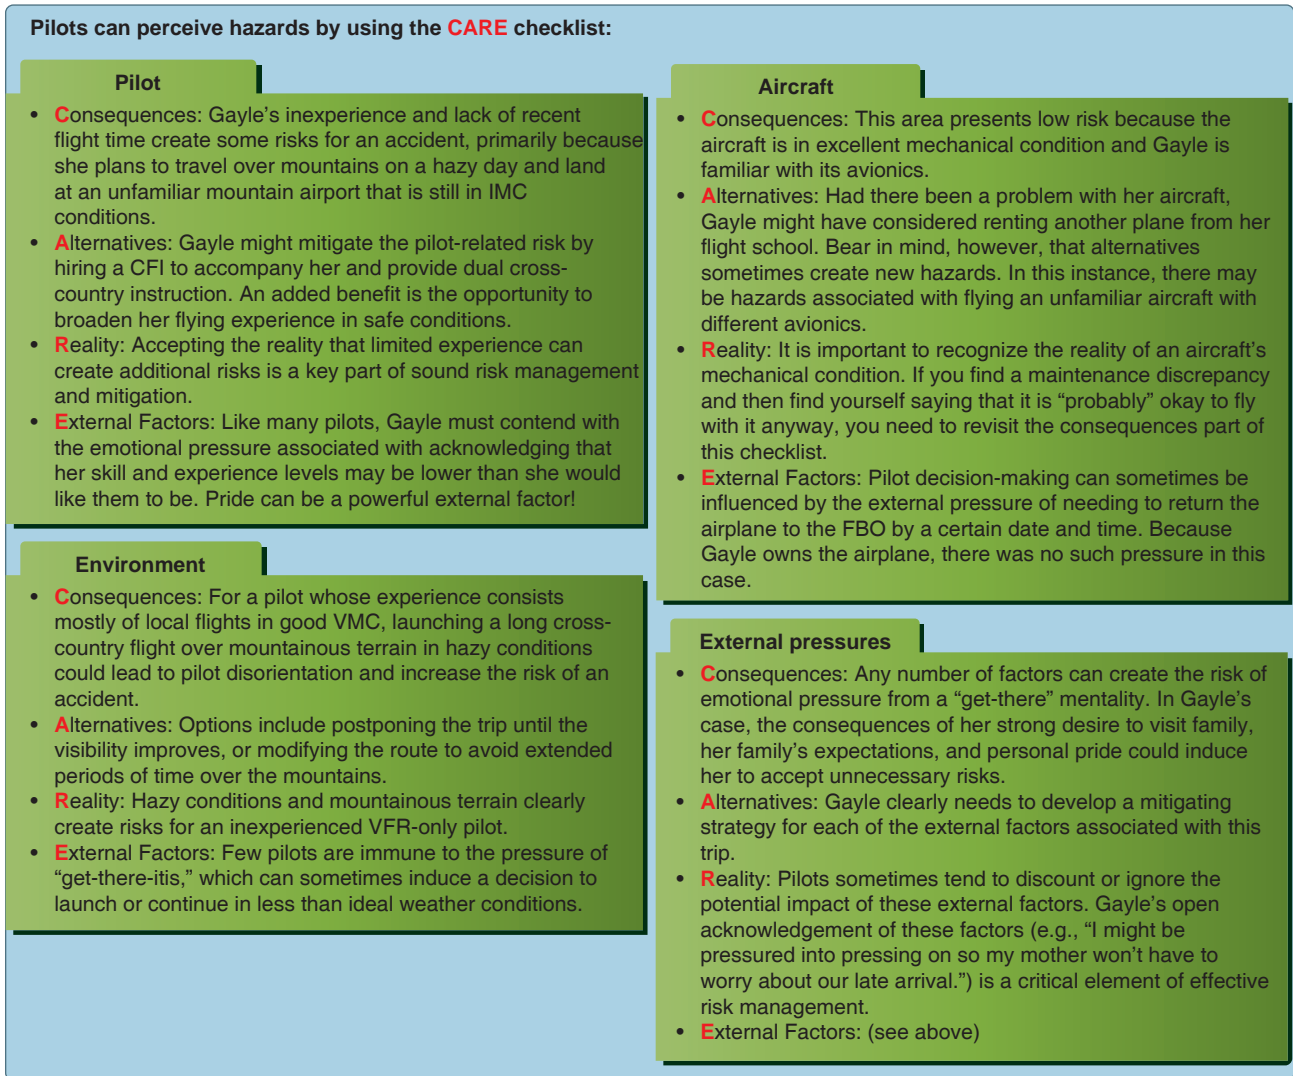 Pilots can perceive hazards by using the CARE checklist:
Pilot
• Consequences: Gayle's inexperience and lack of recent
flight time create some risks for an accident, primarily because
she plans to travel over mountains on a hazy day and land
at an unfamiliar mountain airport that is still in IMC
conditions.
• Alternatives: Gayle might mitigate the pilot-related risk by
hiring a CFI to accompany her and provide dual cross-
country instruction. An added benefit is the opportunity to
broaden her flying experience in safe conditions.
• Reality: Accepting the reality that limited experience can
create additional risks is a key part of sound risk management
and mitigation.
• External Factors: Like many pilots, Gayle must contend with
the emotional pressure associated with acknowledging that
her skill and experience levels may be lower than she would
like them to be. Pride can be a powerful external factor!
Environment
• Consequences: For a pilot whose experience consists
mostly of local flights in good VMC, launching a long cross-
country flight over mountainous terrain in hazy conditions
could lead to pilot disorientation and increase the risk of an
accident.
• Alternatives: Options include postponing the trip until the
visibility improves, or modifying the route to avoid extended
periods of time over the mountains.
• Reality: Hazy conditions and mountainous terrain clearly
create risks for an inexperienced VFR-only pilot.
• External Factors: Few pilots are immune to the pressure of
"get-there-itis," which can sometimes induce a decision to
launch or continue in less than ideal weather conditions.
Aircraft
• Consequences: This area presents low risk because the
aircraft is in excellent mechanical condition and Gayle is
familiar with its avionics.
• Alternatives: Had there been a problem with her aircraft,
Gayle might have considered renting another plane from her
flight school. Bear in mind, however, that alternatives
sometimes create new hazards. In this instance, there may
be hazards associated with flying an unfamiliar aircraft with
different avionics.
• Reality: It is important to recognize the reality of an aircraft's
mechanical condition. If you find a maintenance discrepancy
and then find yourself saying that it is "probably" okay to fly
with it anyway, you need to revisit the consequences part of
this checklist.
• External Factors: Pilot decision-making can sometimes be
influenced by the external pressure of needing to return the
airplane to the FBO by a certain date and time. Because
Gayle owns the airplane, there was no such pressure in this
case.
External pressures
• Consequences: Any number of factors can create the risk of
emotional pressure from a "get-there" mentality. In Gayle's
case, the consequences of her strong desire to visit family,
her family's expectations, and personal pride could induce
her to accept unnecessary risks.
• Alternatives: Gayle clearly needs to develop a mitigating
strategy for each of the external factors associated with this
trip.
• Reality: Pilots sometimes tend to discount or ignore the
potential impact of these external factors. Gayle's open
acknowledgement of these factors (e.g., "I might be
pressured into pressing on so my mother won't have to
worry about our late arrival.") is a critical element of effective
risk management.
• External Factors: (see above)